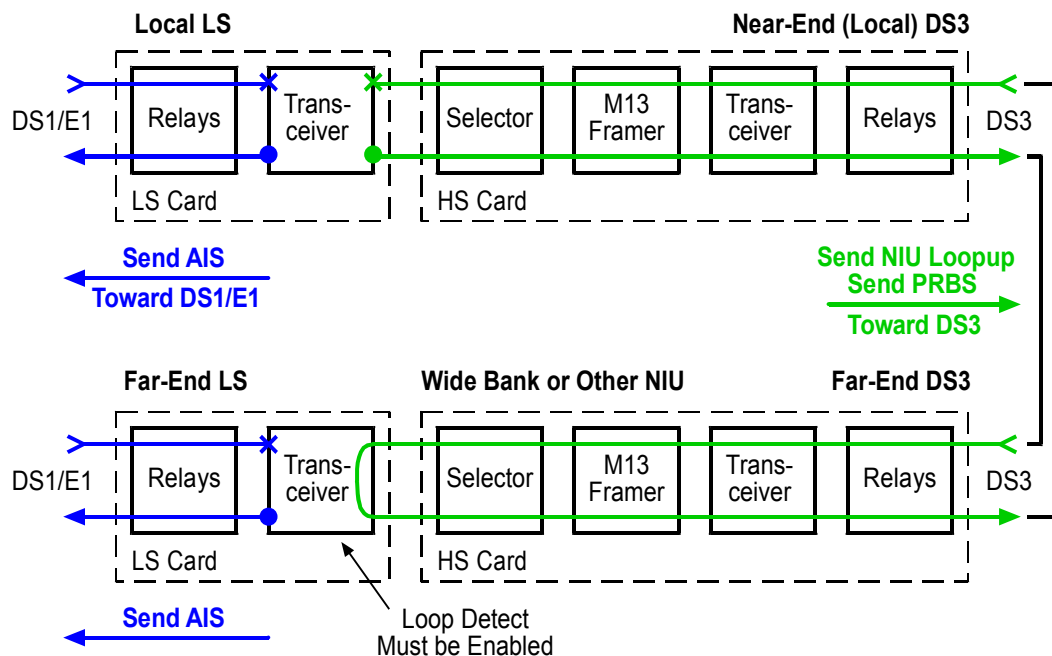 Local LS
Near-End (Local) DS3
DS1/E1
Relays
Trans-
ceiver
Selector
M13
Framer
Trans-
ceiver
Relays
DS3
LS Card
HS Card
Send AIS
Toward DS1/E1
Send NIU Loopup
Send PRBS
Toward DS3
Far-End LS
Wide Bank or Other NIU
Far-End DS3
DS1/E1
Relays
Trans-
ceiver
Selector
M13
Framer
Trans-
ceiver
Relays
DS3
LS Card
HS Card
Send AIS
Loop Detect
Must be Enabled